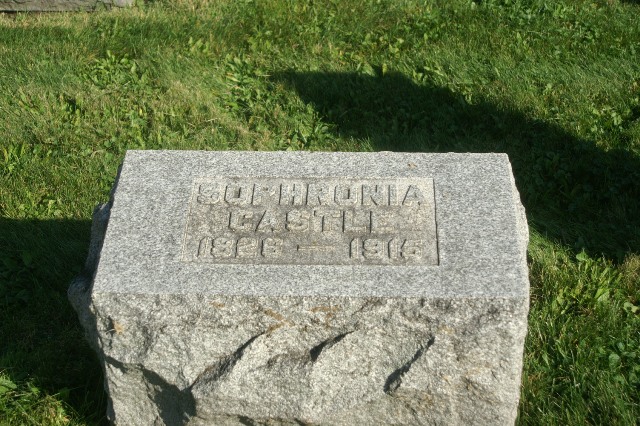 SOPHRONIA
CASTLE
1826 — 1915